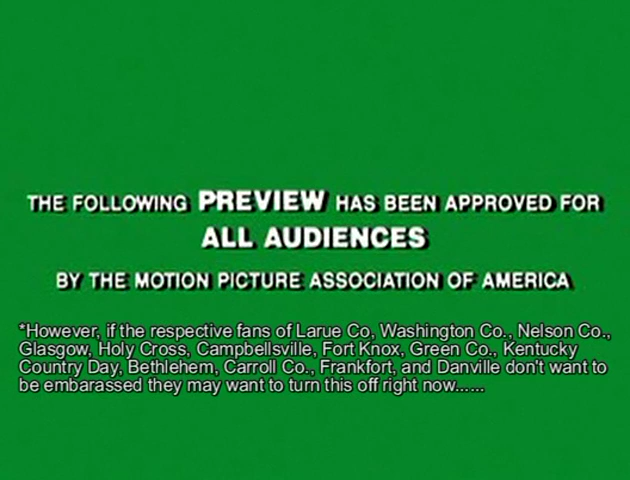 THE FOLLOWING PREVIEW HAS BEEN APPROVED FOR
ALL AUDIENCES
BY THE MOTION PICTURE ASSOCIATION OF AMERICA
*However, if the respective fans of Larue Co, Washington Co., Nelson Co.,
Glasgow, Holy Cross, Campbellsville, Fort Knox, Green Co., Kentucky
Country Day, Bethlehem, Carroll Co., Frankfort, and Danville don't want to
be embarassed they may want to turn this off right now......